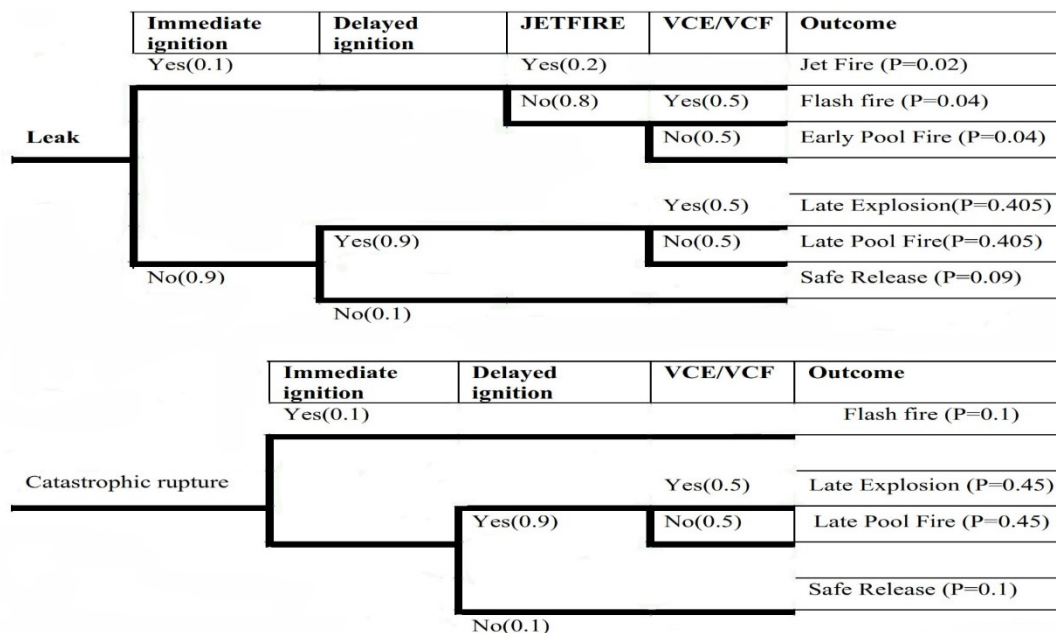 Immediate ignition Delayed ignition JETFIRE VCE/VCF Outcome
Yes(0.1) Yes(0.2) Jet Fire (P=0.02)
No(0.8) Yes(0.5) Flash fire (P=0.04)
Leak No(0.5) Early Pool Fire (P=0.04)
Yes(0.5) Late Explosion(P=0.405)
Yes(0.9) No(0.5) Late Pool Fire(P=0.405)
No(0.9) Safe Release (P=0.09)
No(0.1)
Immediate ignition Delayed ignition VCE/VCF Outcome
Yes(0.1) Flash fire (P=0.1)
Catastrophic rupture Yes(0.5) Late Explosion (P=0.45)
Yes(0.9) No(0.5) Late Pool Fire (P=0.45)
Safe Release (P=0.1)
No(0.1)